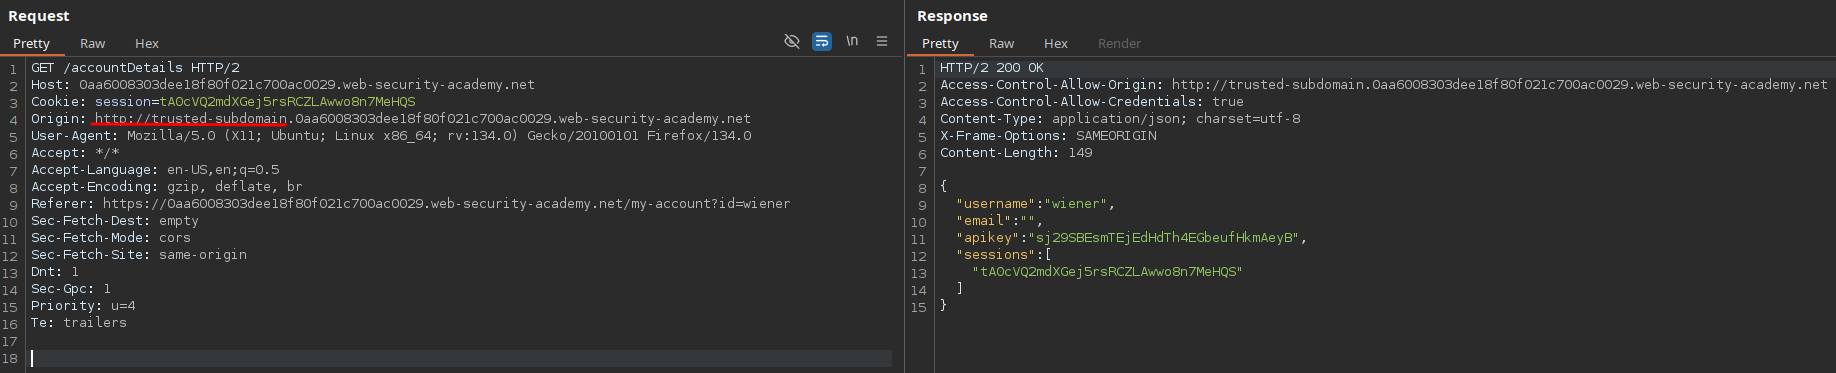 Request
Pretty Raw Hex
\n
1 GET /accountDetails HTTP/2
2 Host: 0aa6008303dee18f80f021c700ac0029.web-security-academy.net
3 Cookie: session=tAOcVQ2mdXGej5rsRCZLAwwo8n7MeHQS
4 Origin: http://trusted-subdomain.0aa6008303dee18f80f021c700ac0029.web-security-academy.net
5 User-Agent: Mozilla/5.0 (X11; Ubuntu; Linux x86_64; rv:134.0) Gecko/20100101 Firefox/134.0
6 Accept: */*
7 Accept-Language: en-US,en;q=0.5
8 Accept-Encoding: gzip, deflate, br
9 Referer: https://0aa6008303dee18f80f021c700ac0029.web-security-academy.net/my-account?id=wiener
10 Sec-Fetch-Dest: empty
11 Sec-Fetch-Mode: cors
12 Sec-Fetch-Site: same-origin
13 Dnt: 1
14 Sec-Gpc: 1
15 Priority: u=4
16 Te: trailers
17
18
Response
Pretty Raw Hex Render
1 HTTP/2 200 OK
2 Access-Control-Allow-Origin: http://trusted-subdomain.0aa6008303dee18f80f021c700ac0029.web-security-academy.net
3 Access-Control-Allow-Credentials: true
4 Content-Type: application/json; charset=utf-8
5 X-Frame-Options: SAMEORIGIN
6 Content-Length: 149
7
8 {
9 "username":"wiener",
10 "email":"",
11 "apikey":"sj29SBEsmTEjEdHdTh4EGbeufHkmAeyB",
12 "sessions":[
13 "tAOcVQ2mdXGej5rsRCZLAwwo8n7MeHQS"
14 ]
15 }